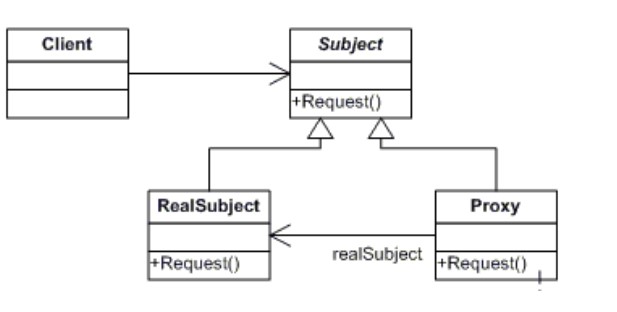 Client
Subject
+Request()
RealSubject
+Request()
realSubject
Proxy
+Request()